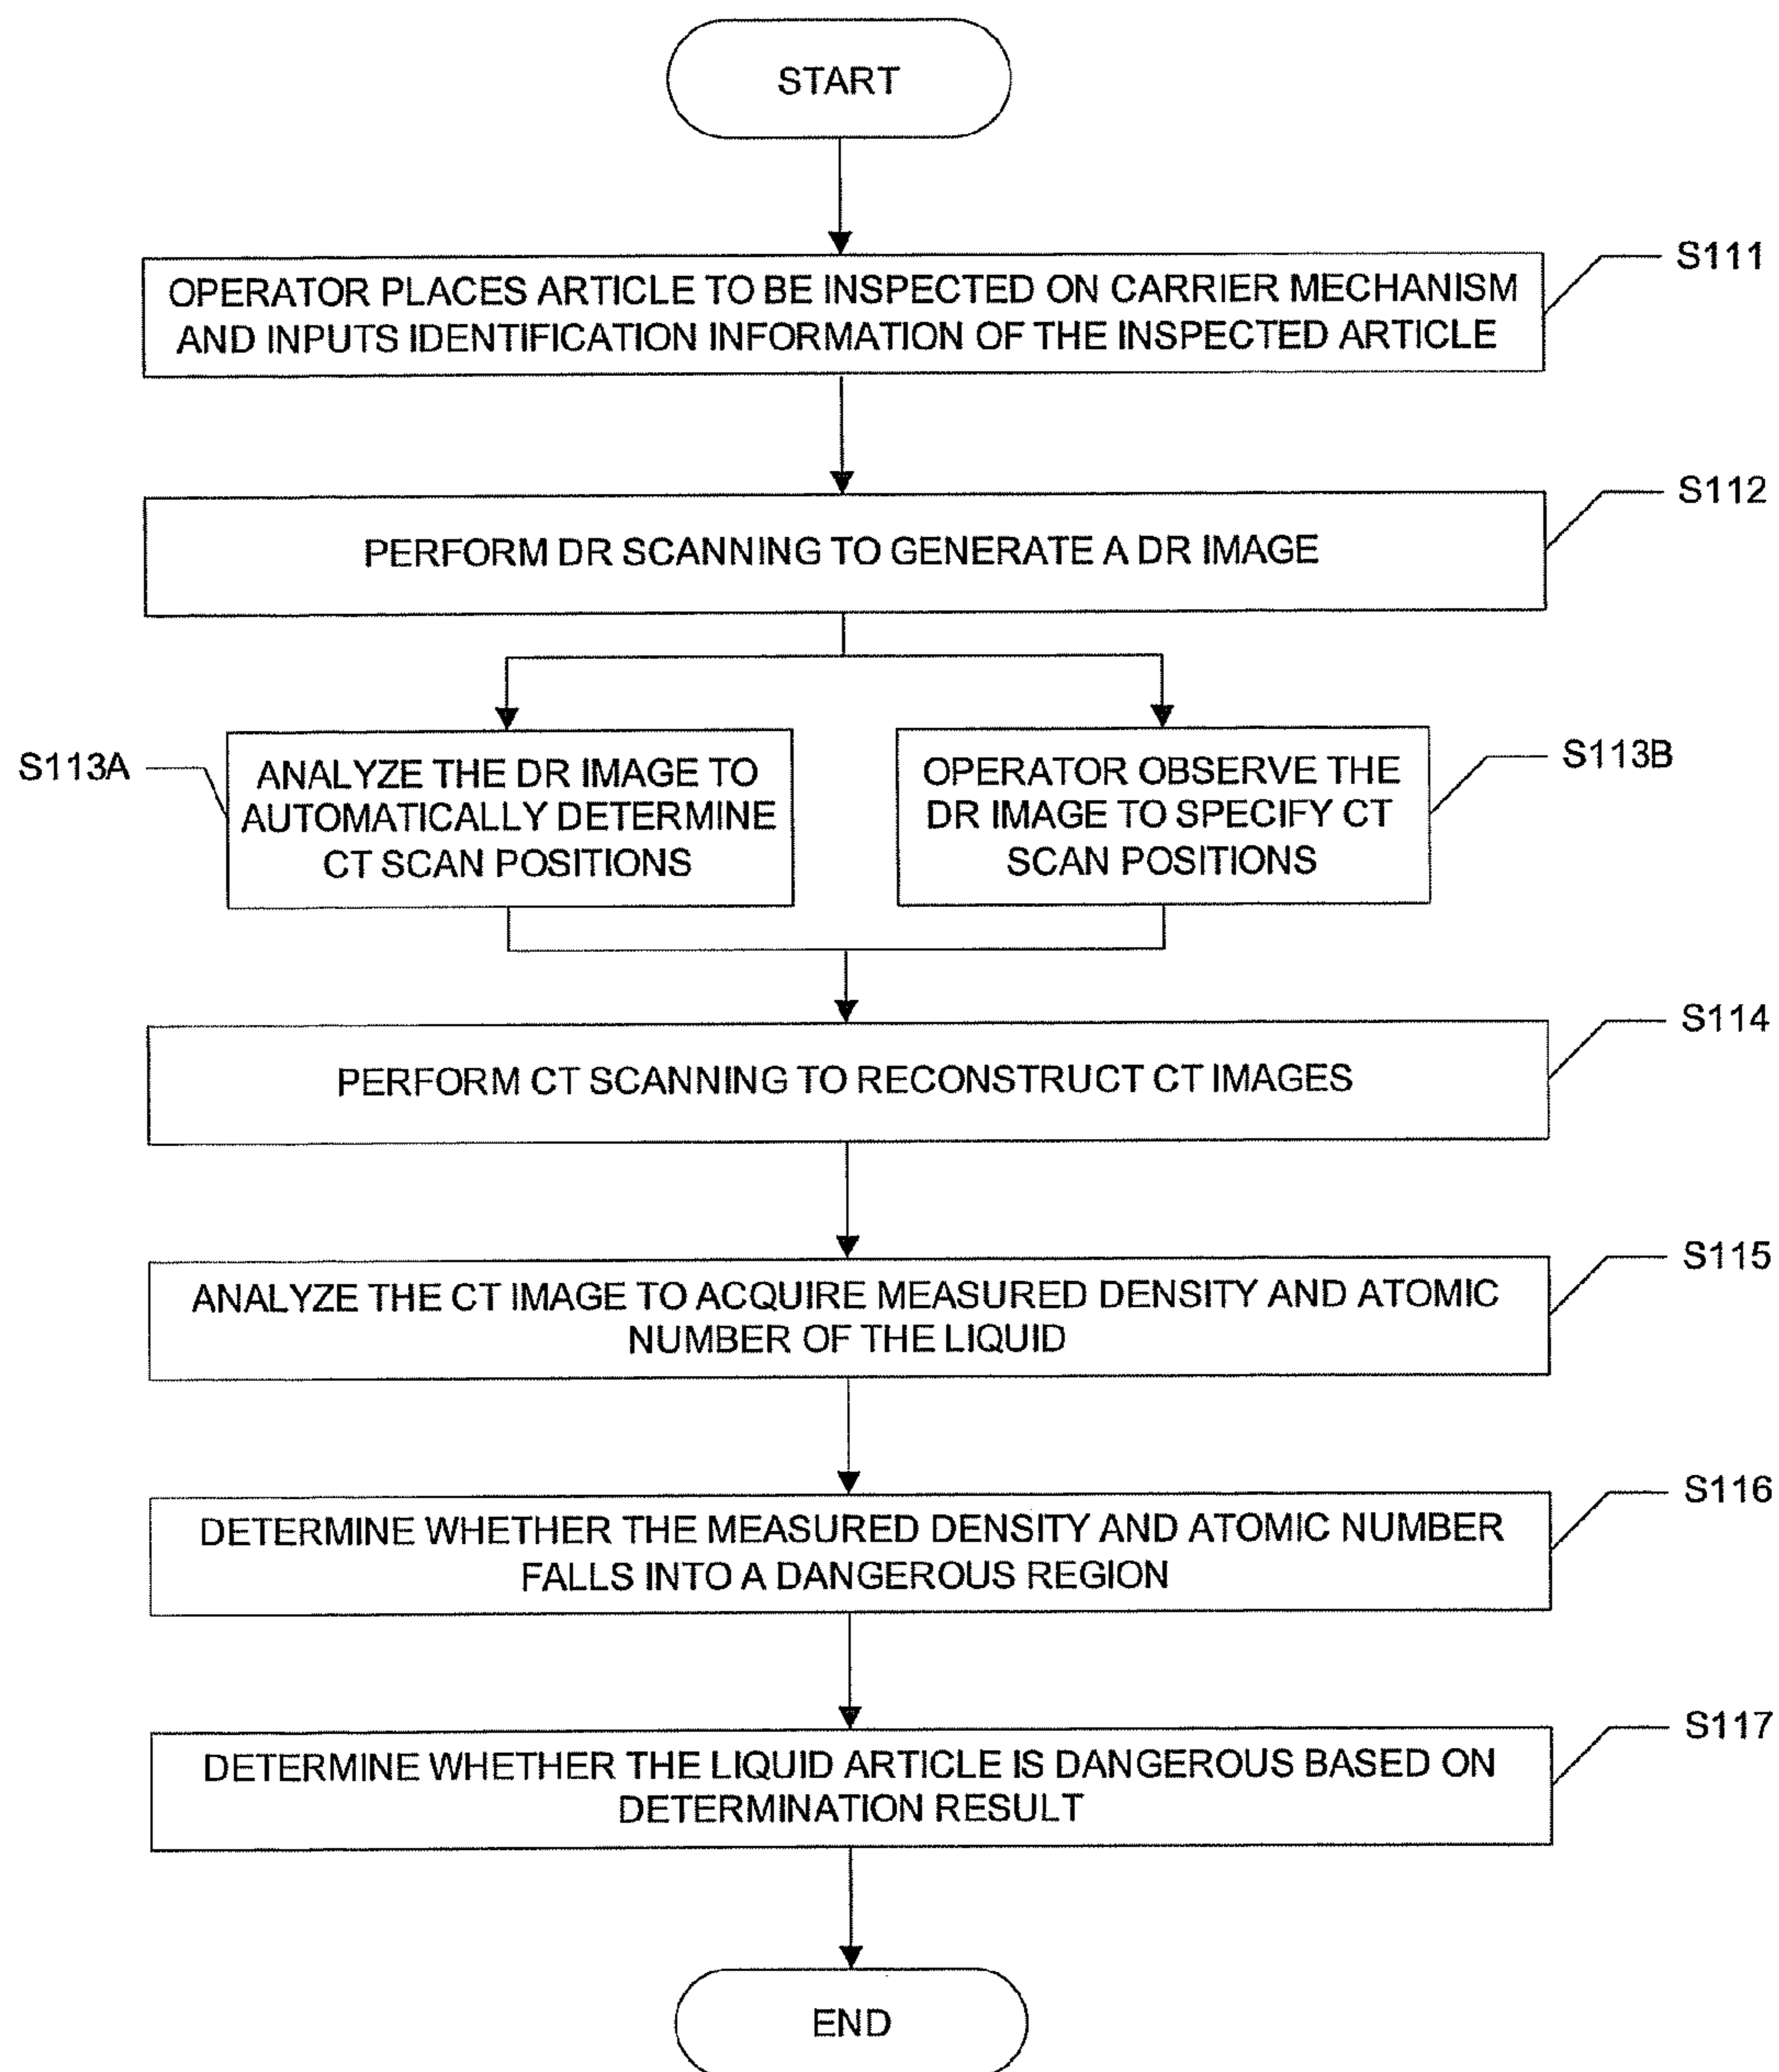 START
S111
OPERATOR PLACES ARTICLE TO BE INSPECTED ON CARRIER MECHANISM
AND INPUTS IDENTIFICATION INFORMATION OF THE INSPECTED ARTICLE
S112
PERFORM DR SCANNING TO GENERATE A DR IMAGE
S113A
ANALYZE THE DR IMAGE TO
AUTOMATICALLY DETERMINE
CT SCAN POSITIONS
S113B
OPERATOR OBSERVE THE
DR IMAGE TO SPECIFY CT
SCAN POSITIONS
S114
PERFORM CT SCANNING TO RECONSTRUCT CT IMAGES
S115
ANALYZE THE CT IMAGE TO ACQUIRE MEASURED DENSITY AND ATOMIC
NUMBER OF THE LIQUID
S116
DETERMINE WHETHER THE MEASURED DENSITY AND ATOMIC NUMBER
FALLS INTO A DANGEROUS REGION
S117
DETERMINE WHETHER THE LIQUID ARTICLE IS DANGEROUS BASED ON
DETERMINATION RESULT
END